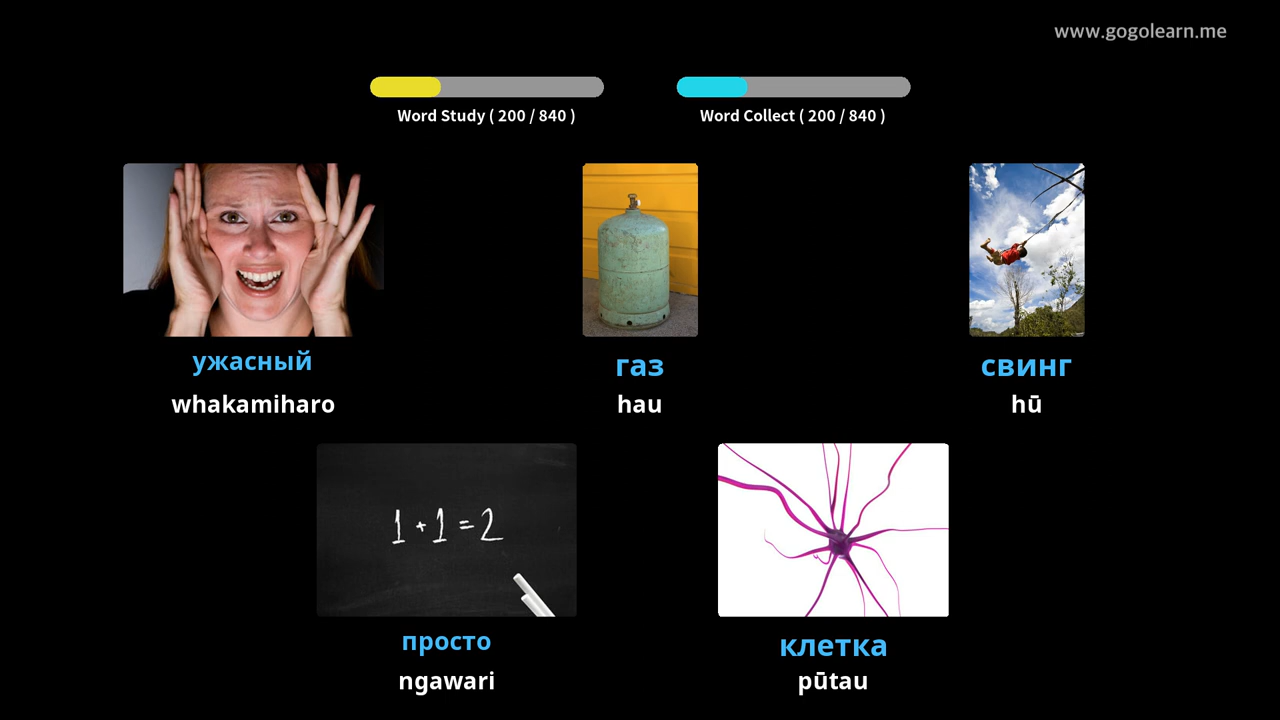 www.gogolearn.me
Word Study ( 200 / 840 )
Word Collect ( 200 / 840 )
ужасный
whakamiharo
газ
hau
свинг
hū
1 + 1 = 2
просто
ngawari
клетка
pūtau